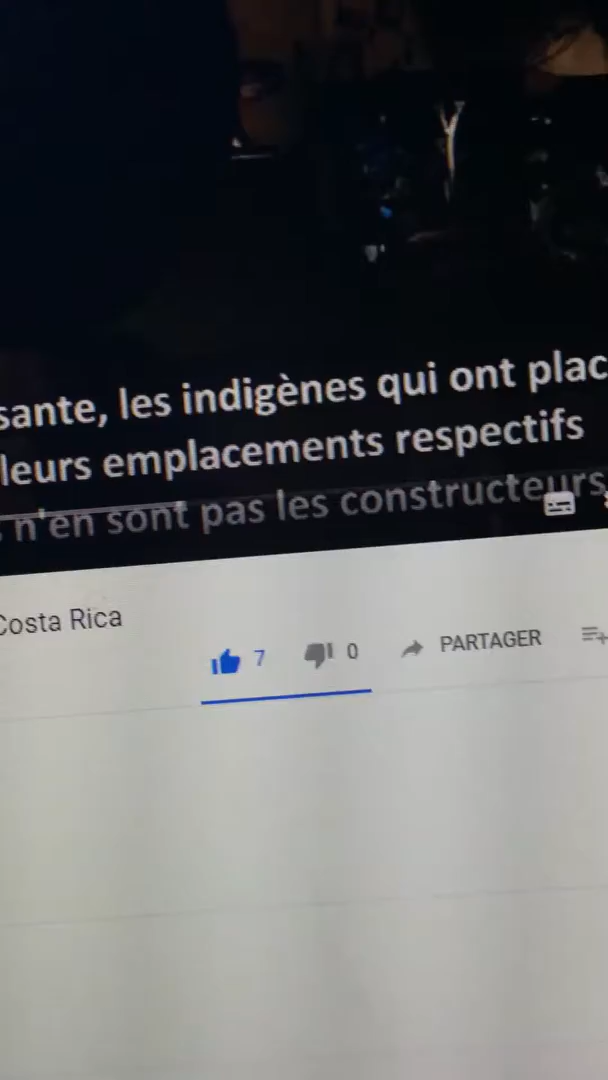 sante, les indigènes qui ont plac
leurs emplacements respectifs
n'en sont pas les constructeurs
Costa Rica
7 0 PARTAGER